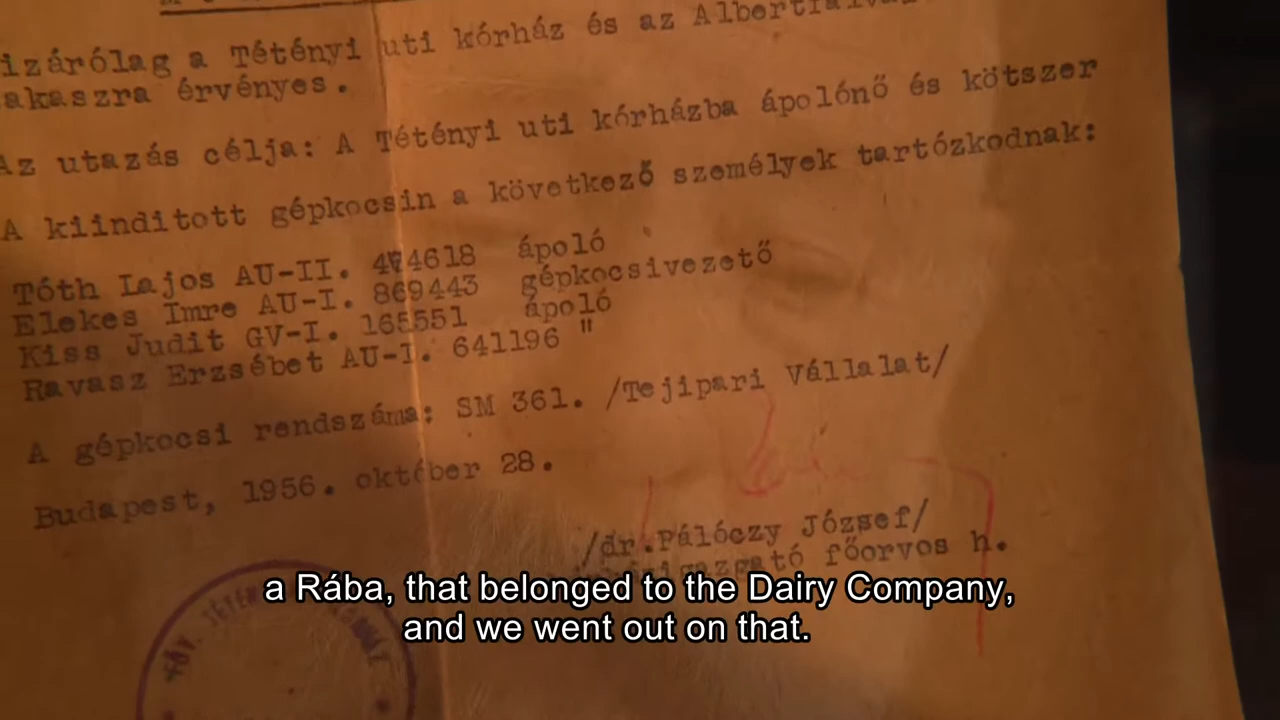 izárólag a Tétényi uti kórház és az
akaszra érvényes.
Az utazás célja: A Tétényi uti kórházba ápolónő és kötszer
A kiinditott gépkocsin a következő személyek tartózkodnak:
Tóth Lajos AU-II. 474618 ápoló
Elekes Imre AU-I. 869443 gépkocsivezető
Kiss Judit GV-I. 165551 ápoló
Ravasz Erzsébet AU-I. 641196 "
A gépkocsi rendszáma: SM 361. /Tejipari Vállalat/
Budapest, 1956. október 28.
/dr.Pálóczy József/
főorvos h.
a Rába, that belonged to the Dairy Company,
and we went out on that.